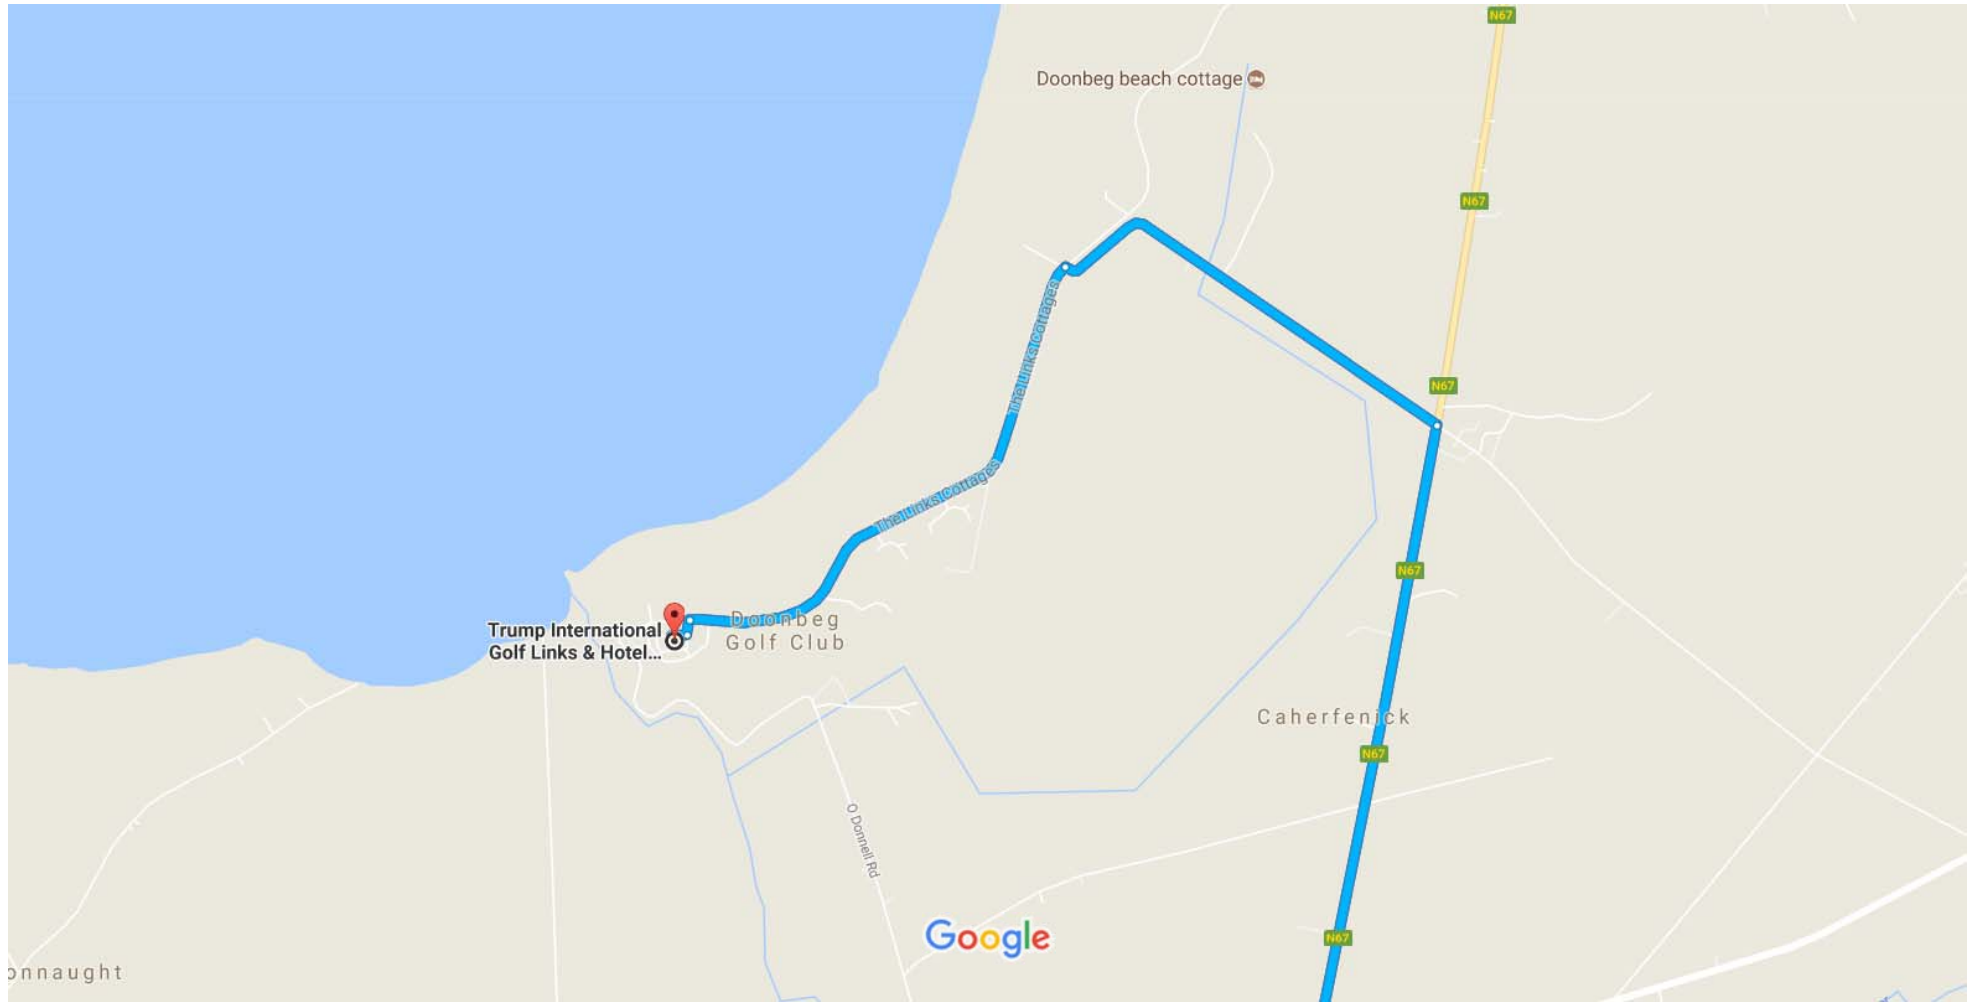 N67
Doonbeg beach cottage
N67
The Links Cottages
N67
The Links Cottages
N67
Trump International
Golf Links & Hotel...
Doonbeg
Golf Club
Caherfenick
N67
O Donnell Rd
Google
N67
onnaught